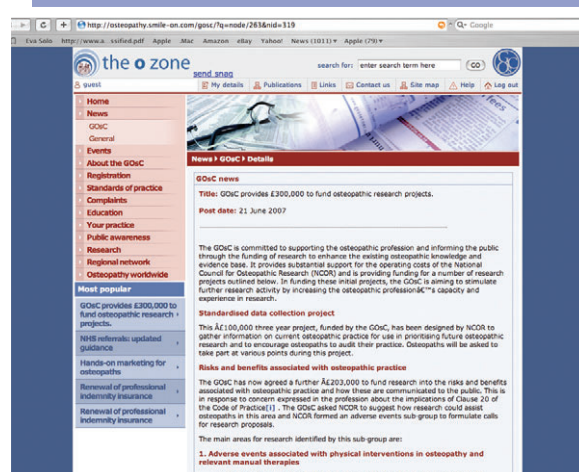 http://osteopathy.smile-on.com/gosc/?q=node/263&nid=319
Google
Eva Solo http://www.a...ssified.pdf Apple .Mac Amazon eBay Yahoo! News (1011) Apple (79)
the o zone
send snag
search for: enter search term here GO
guest
My details Publications Links Contact us Site map Help Log out
Home
News
GOsC
General
Events
About the GOsC
Registration
Standards of practice
Complaints
Education
Your practice
Public awareness
Research
Regional network
Osteopathy worldwide
Most popular
GOsC provides £300,000 to
fund osteopathic research
projects.
NHS referrals: updated
guidance
Hands-on marketing for
osteopaths
Renewal of professional
indemnity insurance
Renewal of professional
indemnity insurance
fees
News > GOsC > Details
GOsC news
Title: GOsC provides £300,000 to fund osteopathic research projects.
Post date: 21 June 2007
The GOsC is committed to supporting the osteopathic profession and informing the public
through the funding of research to enhance the existing osteopathic knowledge and
evidence base. It provides substantial support for the operating costs of the National
Council for Osteopathic Research (NCOR) and is providing funding for a number of research
projects outlined below. In funding these initial projects, the GOsC is aiming to stimulate
further research activity by increasing the osteopathic professionâ€™s capacity and
experience in research.
Standardised data collection project
This Â£100,000 three year project, funded by the GOsC, has been designed by NCOR to
gather information on current osteopathic practice for use in prioritising future osteopathic
research and to encourage osteopaths to audit their practice. Osteopaths will be asked to
take part at various points during this project.
Risks and benefits associated with osteopathic practice
The GOsC has now agreed a further Â£203,000 to fund research into the risks and benefits
associated with osteopathic practice and how these are communicated to the public. This is
in response to concern expressed in the profession about the implications of Clause 20 of
the Code of Practice[i] . The GOsC asked NCOR to suggest how research could assist
osteopaths in this area and NCOR formed an adverse events sub-group to formulate calls
for research proposals.
The main areas for research identified by this sub-group are:
1. Adverse events associated with physical interventions in osteopathy and
relevant manual therapies